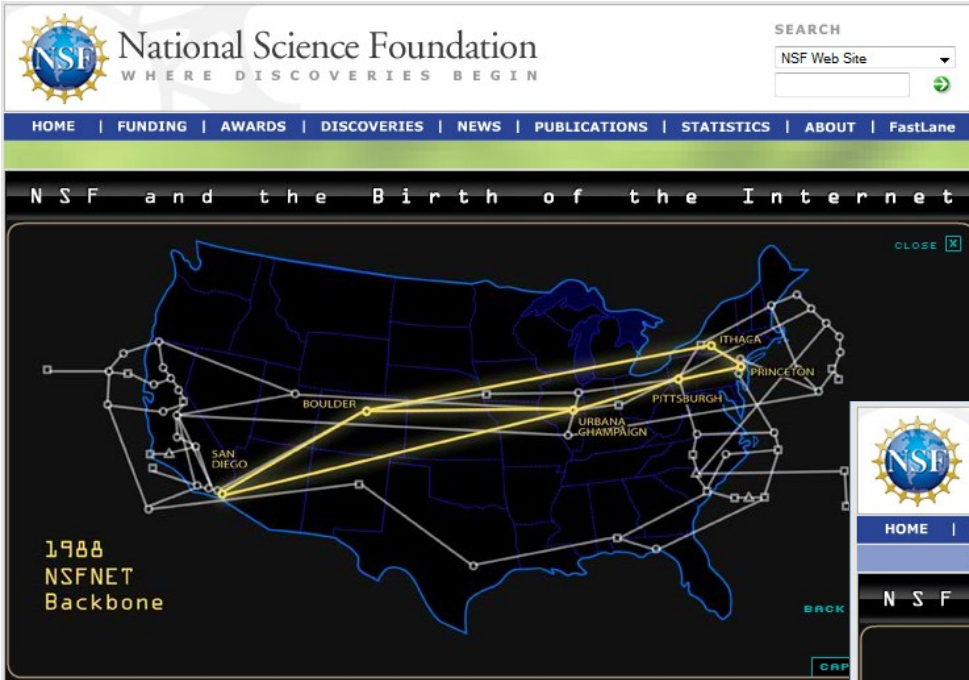 NSF
National Science Foundation
WHERE DISCOVERIES BEGIN
SEARCH
NSF Web Site
HOME | FUNDING | AWARDS | DISCOVERIES | NEWS | PUBLICATIONS | STATISTICS | ABOUT | FastLane
NSF and the Birth of the Internet
CLOSE X
ITHACA
PRINCETON
PITTSBURGH
BOULDER
URBANA
CHAMPAIGN
SAN
DIEGO
1988
NSFNET
Backbone
BACK
CAP
NSF
HOME |
NSF